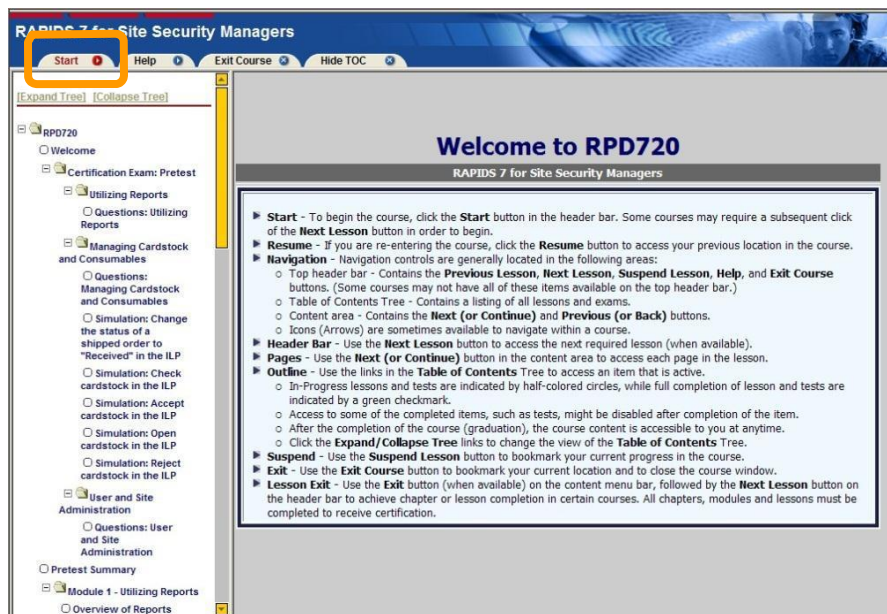 RAPIDS 7 for Site Security Managers
Start Help Exit Course Hide TOC
[Expand Tree] [Collapse Tree]
RPD720
Welcome
Certification Exam: Pretest
Utilizing Reports
Questions: Utilizing
Reports
Managing Cardstock
and Consumables
Questions:
Managing Cardstock
and Consumables
Simulation: Change
the status of a
shipped order to
"Received" in the ILP
Simulation: Check
cardstock in the ILP
Simulation: Accept
cardstock in the ILP
Simulation: Open
cardstock in the ILP
Simulation: Reject
cardstock in the ILP
User and Site
Administration
Questions: User
and Site
Administration
Pretest Summary
Module 1 - Utilizing Reports
Overview of Reports
Welcome to RPD720
RAPIDS 7 for Site Security Managers
Start - To begin the course, click the Start button in the header bar. Some courses may require a subsequent click
of the Next Lesson button in order to begin.
Resume - If you are re-entering the course, click the Resume button to access your previous location in the course.
Navigation - Navigation controls are generally located in the following areas:
o Top header bar - Contains the Previous Lesson, Next Lesson, Suspend Lesson, Help, and Exit Course
buttons. (Some courses may not have all of these items available on the top header bar.)
o Table of Contents Tree - Contains a listing of all lessons and exams.
o Content area - Contains the Next (or Continue) and Previous (or Back) buttons.
o Icons (Arrows) are sometimes available to navigate within a course.
Header Bar - Use the Next Lesson button to access the next required lesson (when available).
Pages - Use the Next (or Continue) button in the content area to access each page in the lesson.
Outline - Use the links in the Table of Contents Tree to access an item that is active.
o In-Progress lessons and tests are indicated by half-colored circles, while full completion of lesson and tests are
indicated by a green checkmark.
o Access to some of the completed items, such as tests, might be disabled after completion of the item.
o After the completion of the course (graduation), the course content is accessible to you at anytime.
o Click the Expand/Collapse Tree links to change the view of the Table of Contents Tree.
Suspend - Use the Suspend Lesson button to bookmark your current progress in the course.
Exit - Use the Exit Course button to bookmark your current location and to close the course window.
Lesson Exit - Use the Exit button (when available) on the content menu bar, followed by the Next Lesson button on
the header bar to achieve chapter or lesson completion in certain courses. All chapters, modules and lessons must be
completed to receive certification.